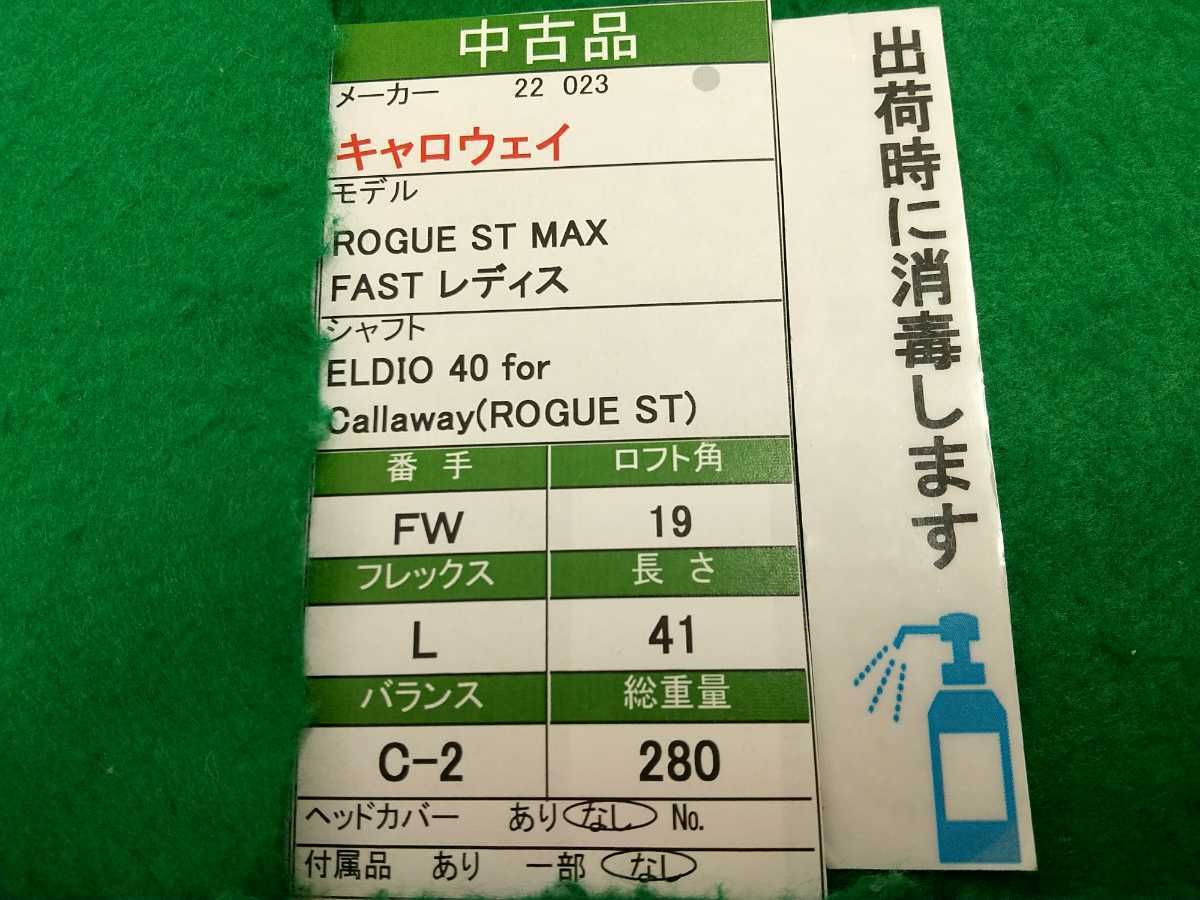 中古品
メーカー 22 023
キャロウェイ
モデル
ROGUE ST MAX
FAST レディス
シャフト
ELDIO 40 for
Callaway(ROGUE ST)
番 手 ロフト角
FW 19
フレックス 長 さ
L 41
バランス 総重量
C-2 280
ヘッドカバー あり なし No.
付属品 あり 一部 なし
出荷時に消毒します